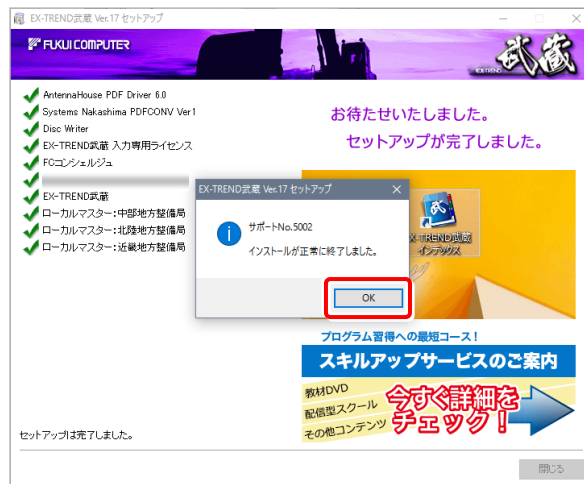 EX-TREND武蔵 Ver.17 セットアップ
FUKUI COMPUTER
EX-TREND 武蔵
AntennaHouse PDF Driver 6.0
Systems Nakashima PDFCONV Ver1
Disc Writer
EX-TREND武蔵 入力専用ライセンス
FCコンシェルジュ
EX-TREND武蔵
ローカルマスター：中部地方整備局
ローカルマスター：北陸地方整備局
ローカルマスター：近畿地方整備局
セットアップは完了しました。
お待たせいたしました。
セットアップが完了しました。
EX-TREND武蔵 Ver.17 セットアップ
サポートNo.5002
インストールが正常に終了しました。
OK
武蔵
EX-TREND武蔵
インデックス
プログラム習得への最短コース！
スキルアップサービスのご案内
教材DVD
配信型スクール
その他コンテンツ
今すぐ詳細を
チェック！
閉じる